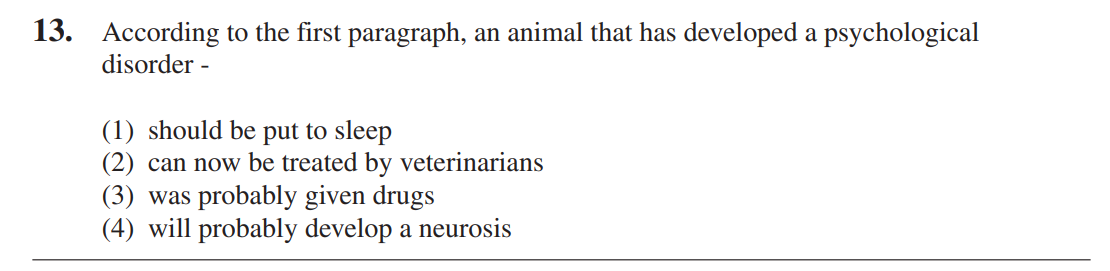 13. According to the first paragraph, an animal that has developed a psychological
disorder -
(1) should be put to sleep
(2) can now be treated by veterinarians
(3) was probably given drugs
(4) will probably develop a neurosis